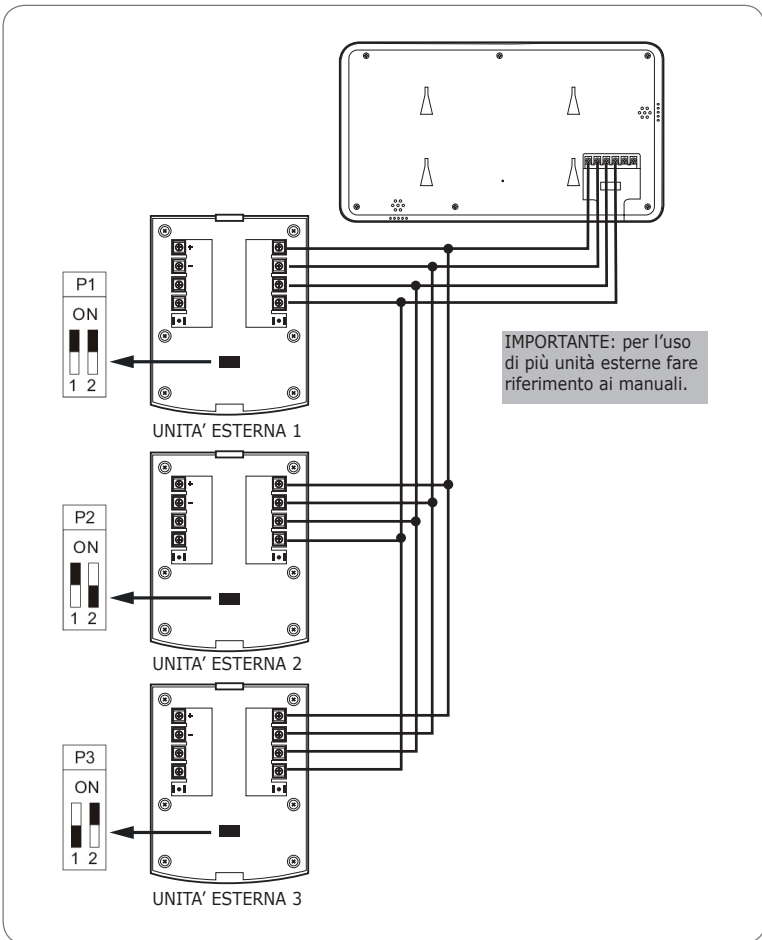 IMPORTANTE: per l'uso
di più unità esterne fare
riferimento ai manuali.
P1
ON
1 2
+
-
UNITA' ESTERNA 1
P2
ON
1 2
+
-
UNITA' ESTERNA 2
P3
ON
1 2
+
-
UNITA' ESTERNA 3